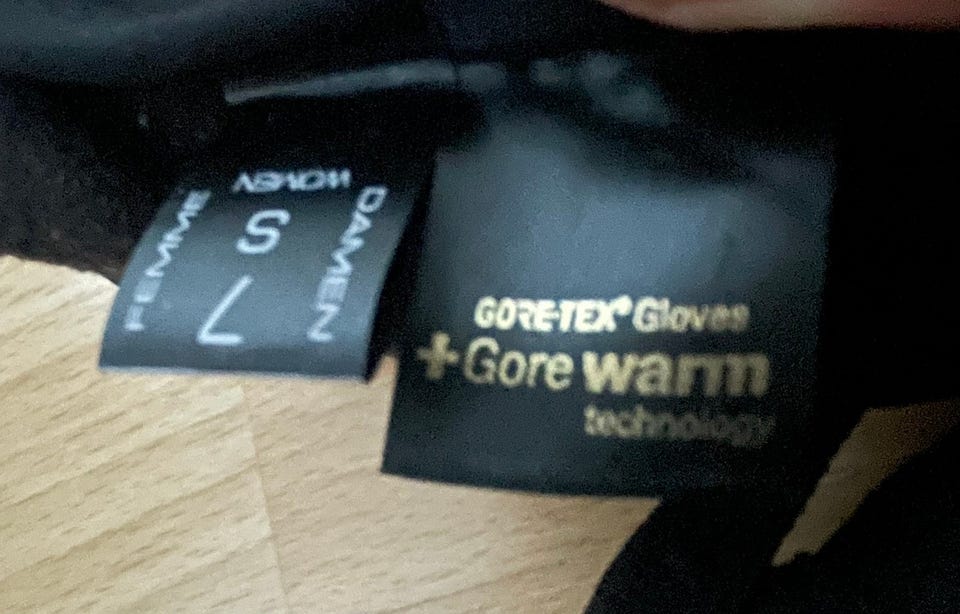 WOMEN
FEMME
DAMEN
S
7
GORE-TEX® Gloves
+Gore warm
technology